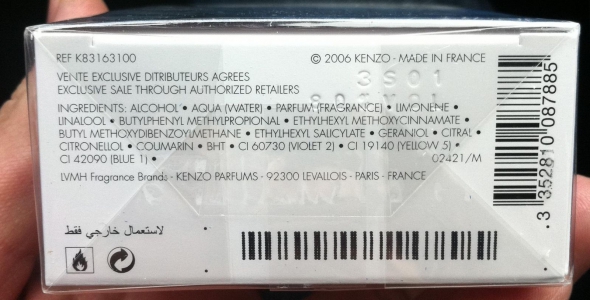 REF K83163100
© 2006 KENZO - MADE IN FRANCE
VENTE EXCLUSIVE DITRIBUTEURS AGREES
EXCLUSIVE SALE THROUGH AUTHORIZED RETAILERS
3S01
INGREDIENTS: ALCOHOL • AQUA (WATER) • PARFUM (FRAGRANCE) • LIMONENE •
LINALOOL • BUTYLPHENYL METHYLPROPIONAL • ETHYLHEXYL METHOXYCINNAMATE •
BUTYL METHOXYDIBENZOYLMETHANE • ETHYLHEXYL SALICYLATE • GERANIOL • CITRAL •
CITRONELLOL • COUMARIN • BHT • CI 60730 (VIOLET 2) • CI 19140 (YELLOW 5) •
CI 42090 (BLUE 1) •
02421/M
LVMH Fragrance Brands - KENZO PARFUMS - 92300 LEVALLOIS - PARIS - FRANCE
لاستعمال خارجي فقط
3 352810 087885